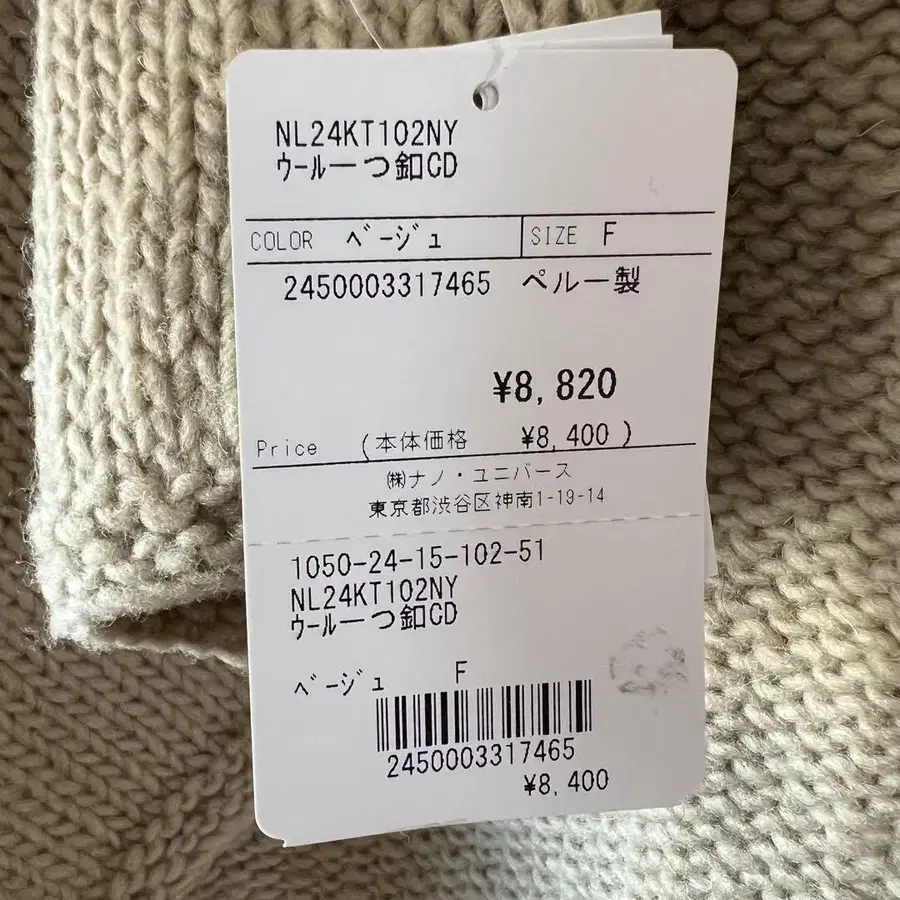 NL24KT102NY
ｳｰﾙ一つ釦CD
COLOR ﾍﾞｰｼﾞｭ SIZE F
2450003317465 ペルー製
¥8,820
Price (本体価格 ¥8,400)
㈱ナノ・ユニバース
東京都渋谷区神南1-19-14
1050-24-15-102-51
NL24KT102NY
ｳｰﾙ一つ釦CD
ﾍﾞｰｼﾞｭ F
2450003317465
¥8,400